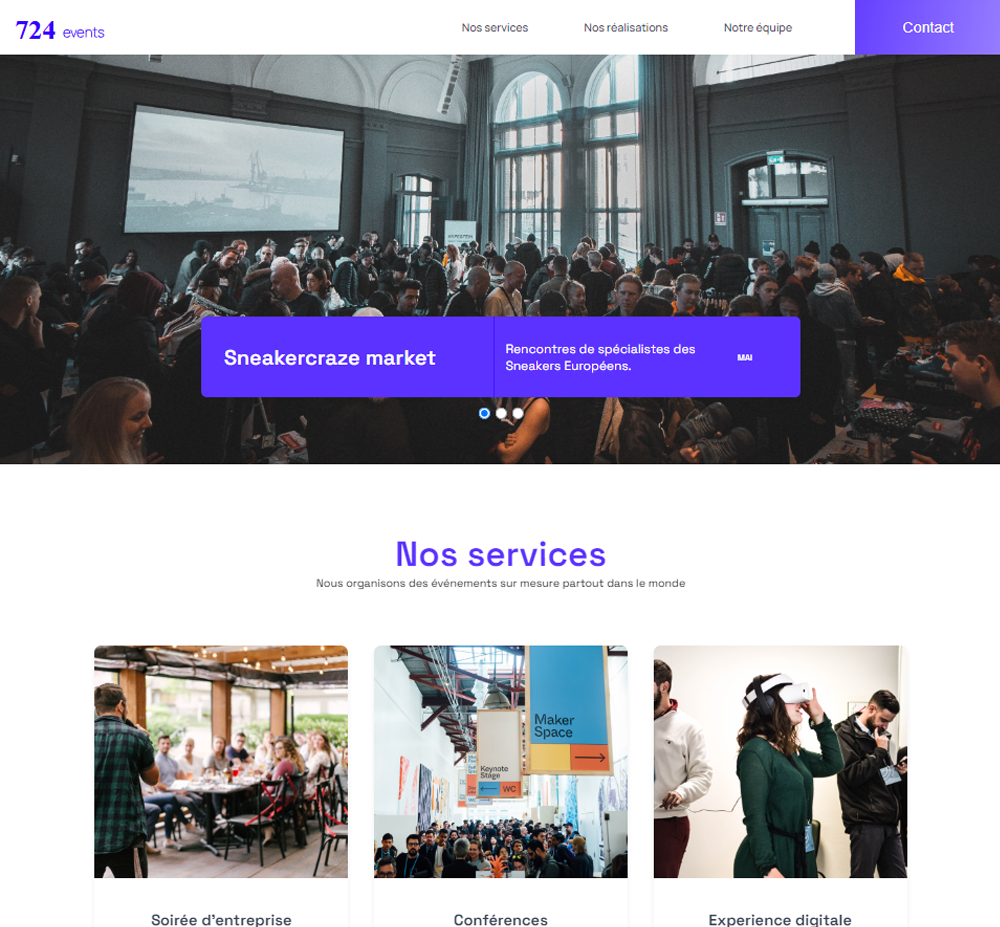 724 events
Nos services
Nos réalisations
Notre équipe
Contact
Sneakercraze market
Rencontres de spécialistes des
Sneakers Européens.
MAI
Nos services
Nous organisons des événements sur mesure partout dans le monde
Maker
Space
Keynote
Stage
WC
Soirée d'entreprise
Conférences
Experience digitale